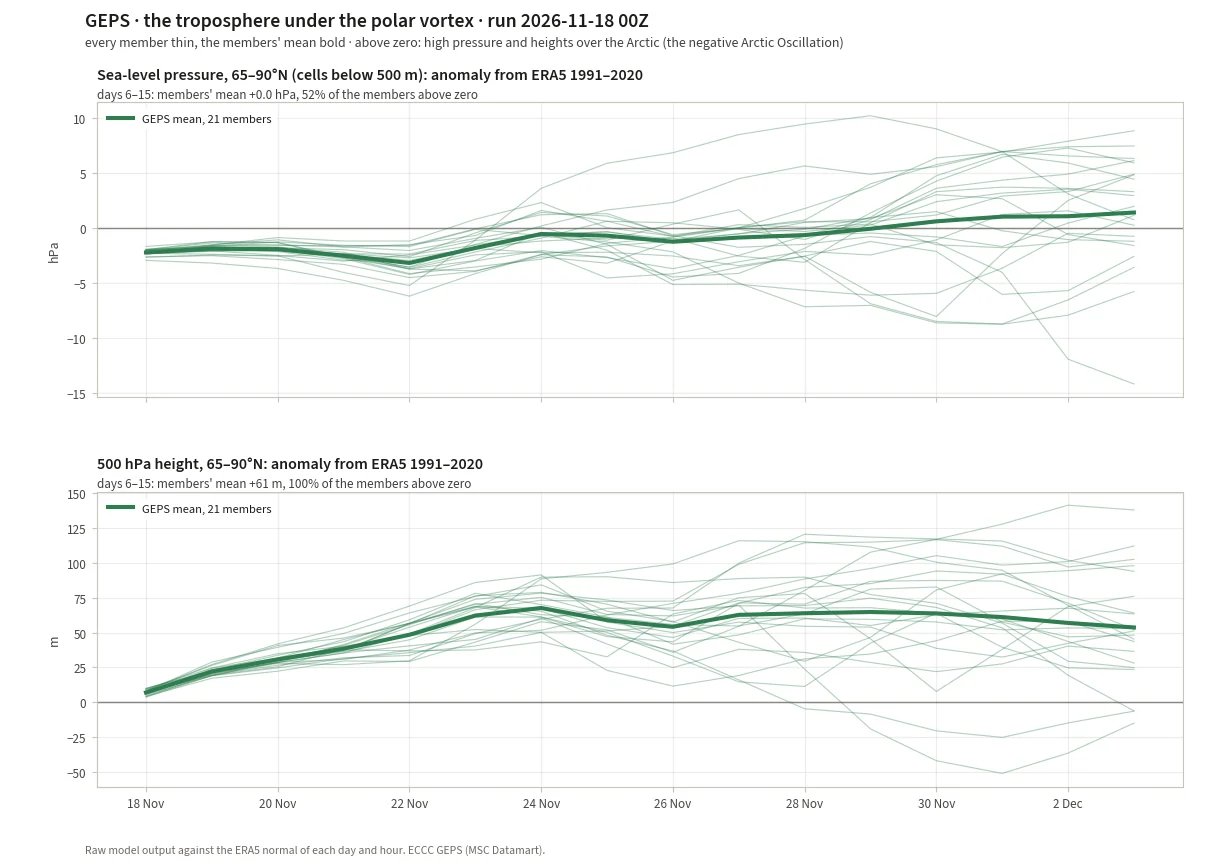 GEPS · the troposphere under the polar vortex · run 2026-11-18 00Z
every member thin, the members' mean bold · above zero: high pressure and heights over the Arctic (the negative Arctic Oscillation)
Sea-level pressure, 65–90°N (cells below 500 m): anomaly from ERA5 1991–2020
days 6–15: members' mean +0.0 hPa, 52% of the members above zero
GEPS mean, 21 members
10
5
0
−5
−10
−15
hPa
500 hPa height, 65–90°N: anomaly from ERA5 1991–2020
days 6–15: members' mean +61 m, 100% of the members above zero
GEPS mean, 21 members
150
125
100
75
50
25
0
−25
−50
m
18 Nov
20 Nov
22 Nov
24 Nov
26 Nov
28 Nov
30 Nov
2 Dec
Raw model output against the ERA5 normal of each day and hour. ECCC GEPS (MSC Datamart).